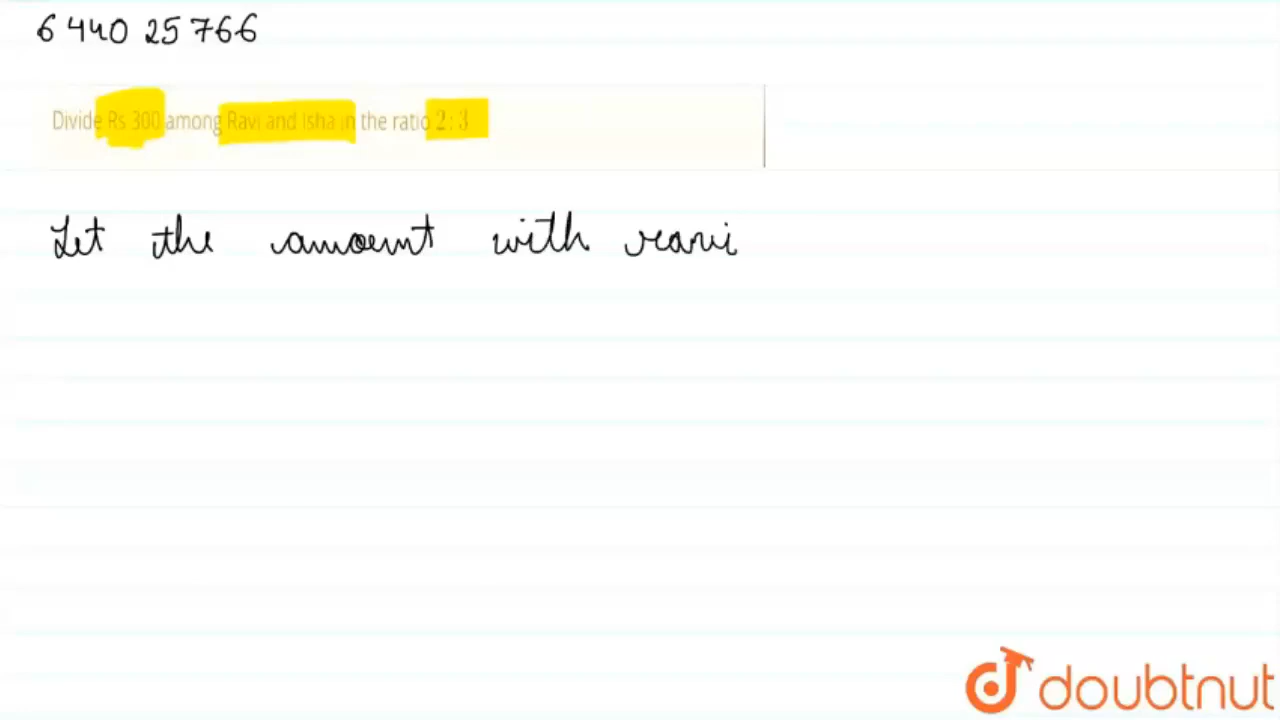 6 440 25 766
Divide Rs 300 among Ravi and Isha in the ratio 2 : 3
Let the amount with ravi
doubtnut